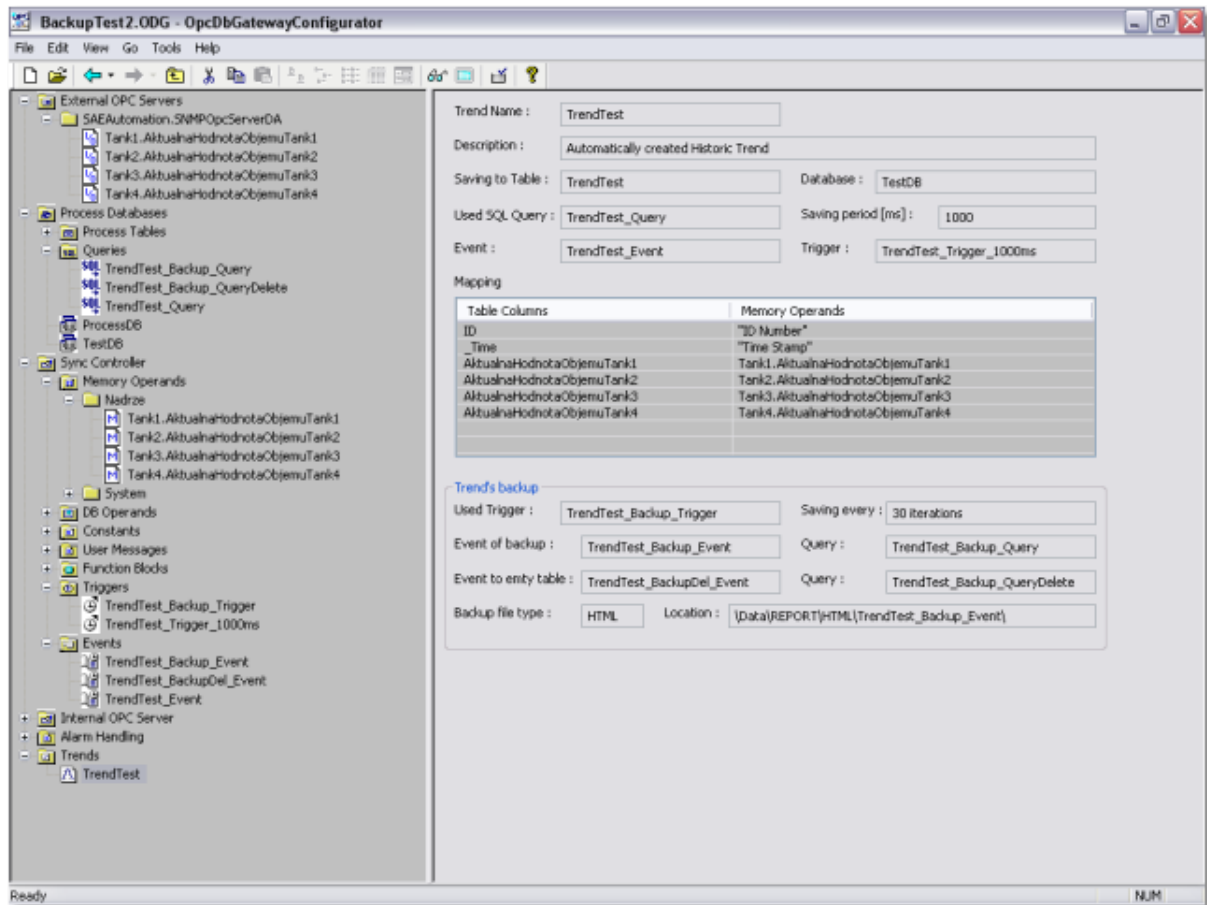 BackupTest2.ODG - OpcDbGatewayConfigurator
File Edit View Go Tools Help
External OPC Servers
SAEAutomation.SNMPOpcServerDA
Tank1.AktualnaHodnotaObjemuTank1
Tank2.AktualnaHodnotaObjemuTank2
Tank3.AktualnaHodnotaObjemuTank3
Tank4.AktualnaHodnotaObjemuTank4
Process Databases
Process Tables
Queries
TrendTest_Backup_Query
TrendTest_Backup_QueryDelete
TrendTest_Query
ProcessDB
TestDB
Sync Controller
Memory Operands
Nadrze
Tank1.AktualnaHodnotaObjemuTank1
Tank2.AktualnaHodnotaObjemuTank2
Tank3.AktualnaHodnotaObjemuTank3
Tank4.AktualnaHodnotaObjemuTank4
System
DB Operands
Constants
User Messages
Function Blocks
Triggers
TrendTest_Backup_Trigger
TrendTest_Trigger_1000ms
Events
TrendTest_Backup_Event
TrendTest_BackupDel_Event
TrendTest_Event
Internal OPC Server
Alarm Handling
Trends
TrendTest
Trend Name : TrendTest
Description : Automatically created Historic Trend
Saving to Table : TrendTest Database : TestDB
Used SQL Query : TrendTest_Query Saving period [ms] : 1000
Event : TrendTest_Event Trigger : TrendTest_Trigger_1000ms
Mapping
Table Columns Memory Operands
ID "ID Number"
_Time "Time Stamp"
AktualnaHodnotaObjemuTank1 Tank1.AktualnaHodnotaObjemuTank1
AktualnaHodnotaObjemuTank2 Tank2.AktualnaHodnotaObjemuTank2
AktualnaHodnotaObjemuTank3 Tank3.AktualnaHodnotaObjemuTank3
AktualnaHodnotaObjemuTank4 Tank4.AktualnaHodnotaObjemuTank4
Trend's backup
Used Trigger : TrendTest_Backup_Trigger Saving every : 30 iterations
Event of backup : TrendTest_Backup_Event Query : TrendTest_Backup_Query
Event to emty table : TrendTest_BackupDel_Event Query : TrendTest_Backup_QueryDelete
Backup file type : HTML Location : \Data\REPORT\HTML\TrendTest_Backup_Event\
Ready NUM